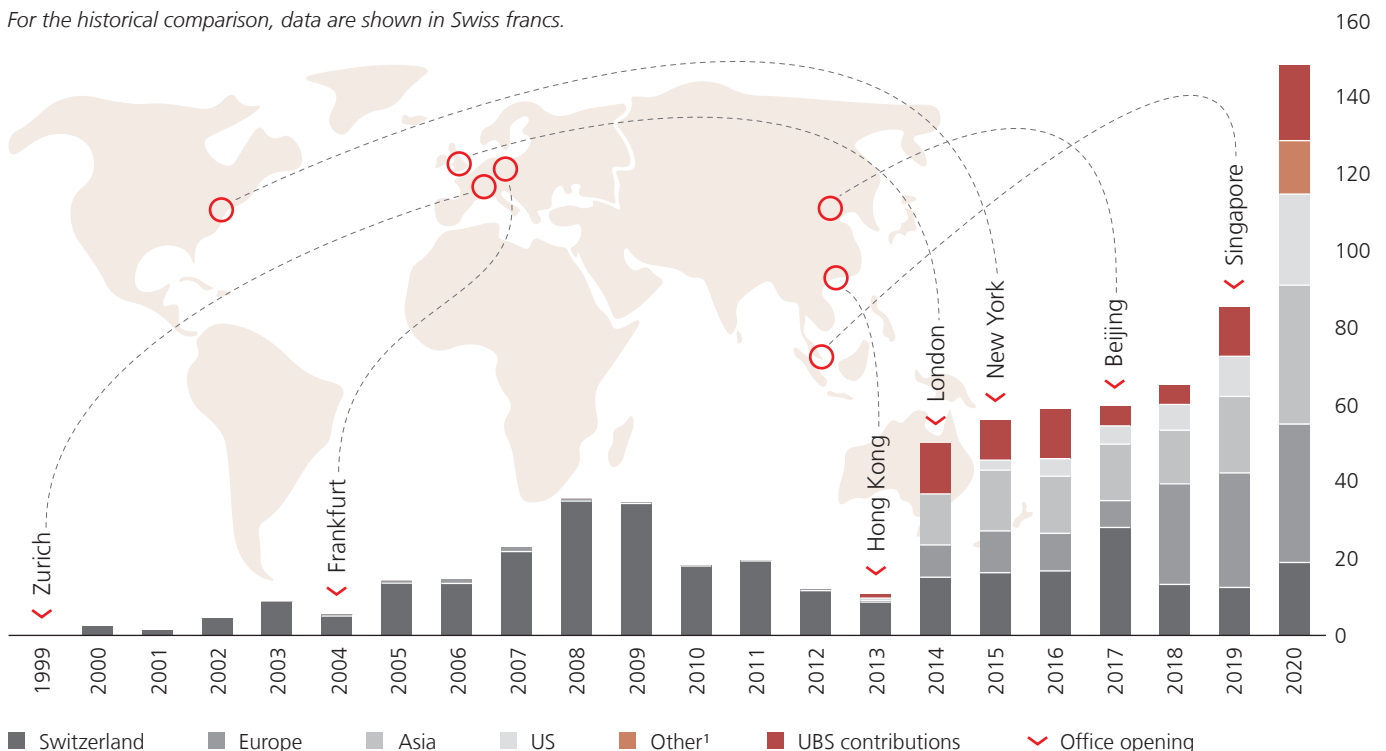 For the historical comparison, data are shown in Swiss francs.
160
140
120
100
80
60
40
20
0
Zurich
Frankfurt
Hong Kong
London
New York
Beijing
Singapore
1999 2000 2001 2002 2003 2004 2005 2006 2007 2008 2009 2010 2011 2012 2013 2014 2015 2016 2017 2018 2019 2020
Switzerland Europe Asia US Other¹ UBS contributions Office opening